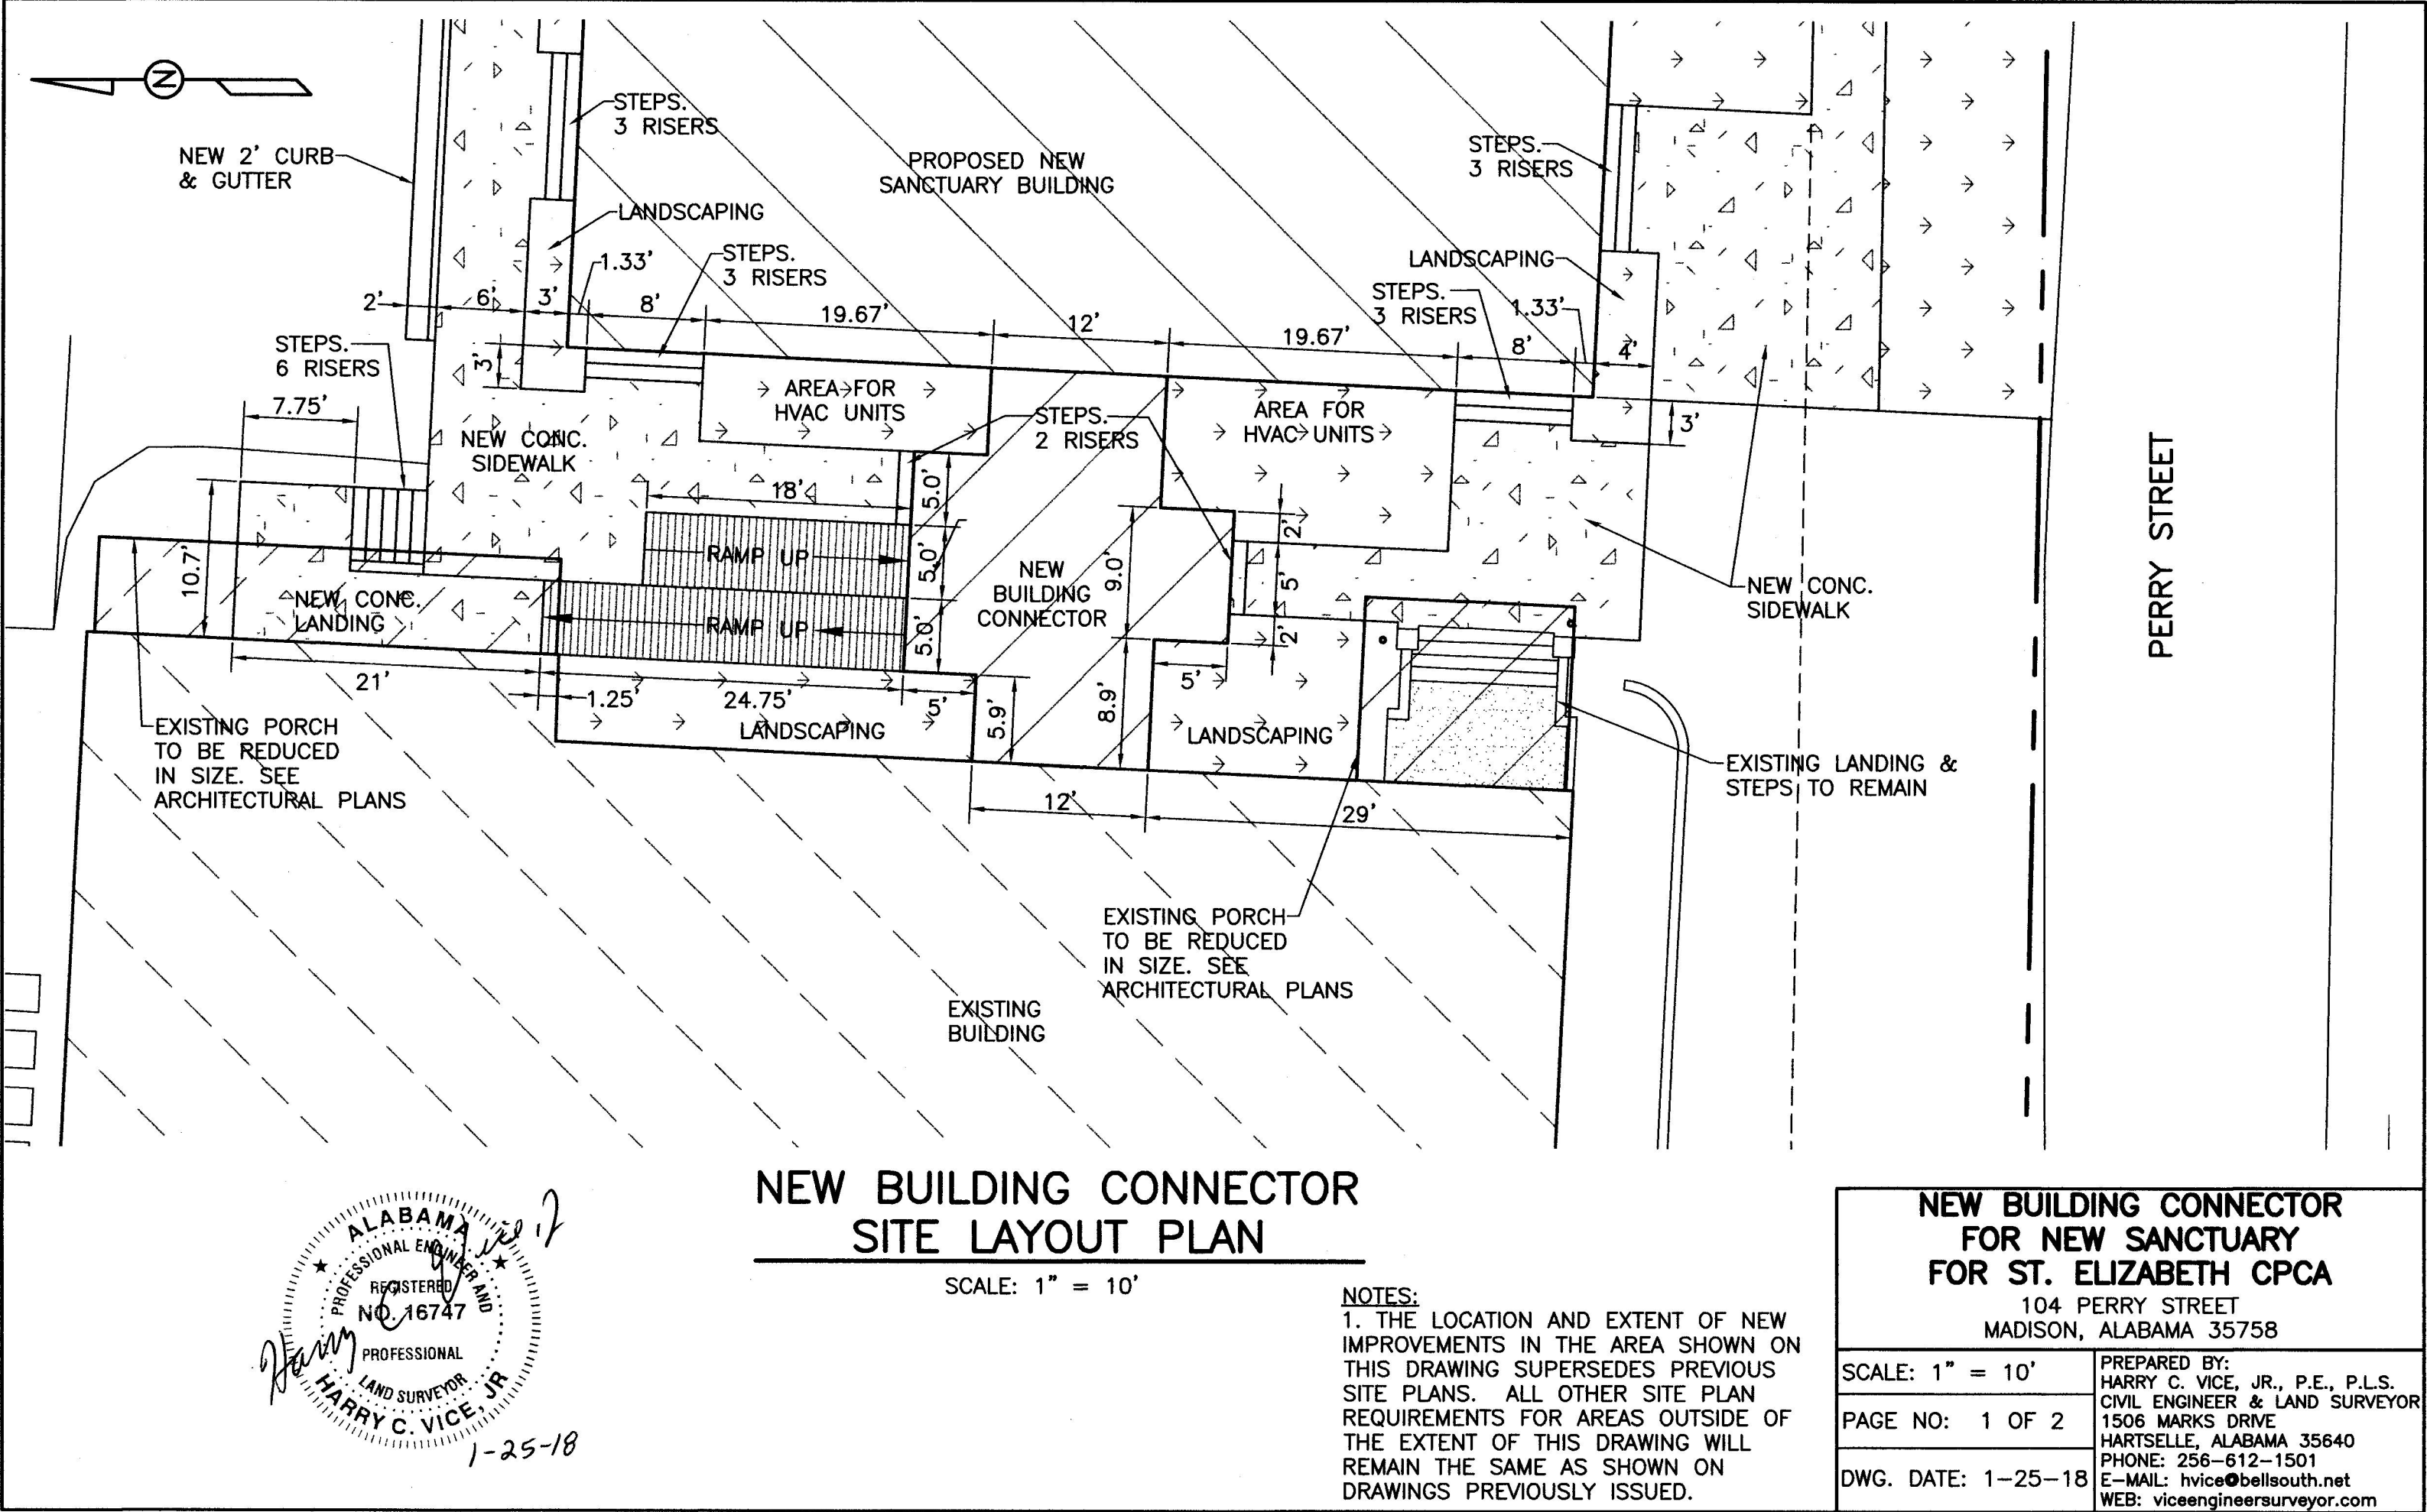 N
NEW 2' CURB
& GUTTER
STEPS.
3 RISERS
PROPOSED NEW
SANCTUARY BUILDING
STEPS.
3 RISERS
LANDSCAPING
1.33'
STEPS.
3 RISERS
LANDSCAPING
STEPS.
3 RISERS
1.33'
2'
6'
3'
8'
19.67'
12'
19.67'
8'
4'
STEPS.
6 RISERS
3'
7.75'
NEW CONC.
SIDEWALK
AREA FOR
HVAC UNITS
STEPS.
2 RISERS
AREA FOR
HVAC UNITS
3'
18'
5.0'
10.7'
RAMP UP
5.0'
NEW
BUILDING
CONNECTOR
9.0'
2'
5'
NEW CONC.
SIDEWALK
PERRY STREET
NEW CONC.
LANDING
RAMP UP
5.0'
2'
21'
1.25'
24.75'
5'
5.9'
8.9'
5'
EXISTING PORCH
TO BE REDUCED
IN SIZE. SEE
ARCHITECTURAL PLANS
LANDSCAPING
LANDSCAPING
EXISTING LANDING &
STEPS TO REMAIN
12'
29'
EXISTING PORCH
TO BE REDUCED
IN SIZE. SEE
ARCHITECTURAL PLANS
EXISTING
BUILDING
NEW BUILDING CONNECTOR
SITE LAYOUT PLAN
SCALE: 1" = 10'
ALABAMA
PROFESSIONAL ENGINEER AND
REGISTERED
NO. 16747
PROFESSIONAL
LAND SURVEYOR
HARRY C. VICE, JR
Harry C Vice Jr
1-25-18
NOTES:
1. THE LOCATION AND EXTENT OF NEW
IMPROVEMENTS IN THE AREA SHOWN ON
THIS DRAWING SUPERSEDES PREVIOUS
SITE PLANS. ALL OTHER SITE PLAN
REQUIREMENTS FOR AREAS OUTSIDE OF
THE EXTENT OF THIS DRAWING WILL
REMAIN THE SAME AS SHOWN ON
DRAWINGS PREVIOUSLY ISSUED.
NEW BUILDING CONNECTOR
FOR NEW SANCTUARY
FOR ST. ELIZABETH CPCA
104 PERRY STREET
MADISON, ALABAMA 35758
SCALE: 1" = 10'
PAGE NO: 1 OF 2
DWG. DATE: 1-25-18
PREPARED BY:
HARRY C. VICE, JR., P.E., P.L.S.
CIVIL ENGINEER & LAND SURVEYOR
1506 MARKS DRIVE
HARTSELLE, ALABAMA 35640
PHONE: 256-612-1501
E-MAIL: hvice@bellsouth.net
WEB: viceengineersurveyor.com